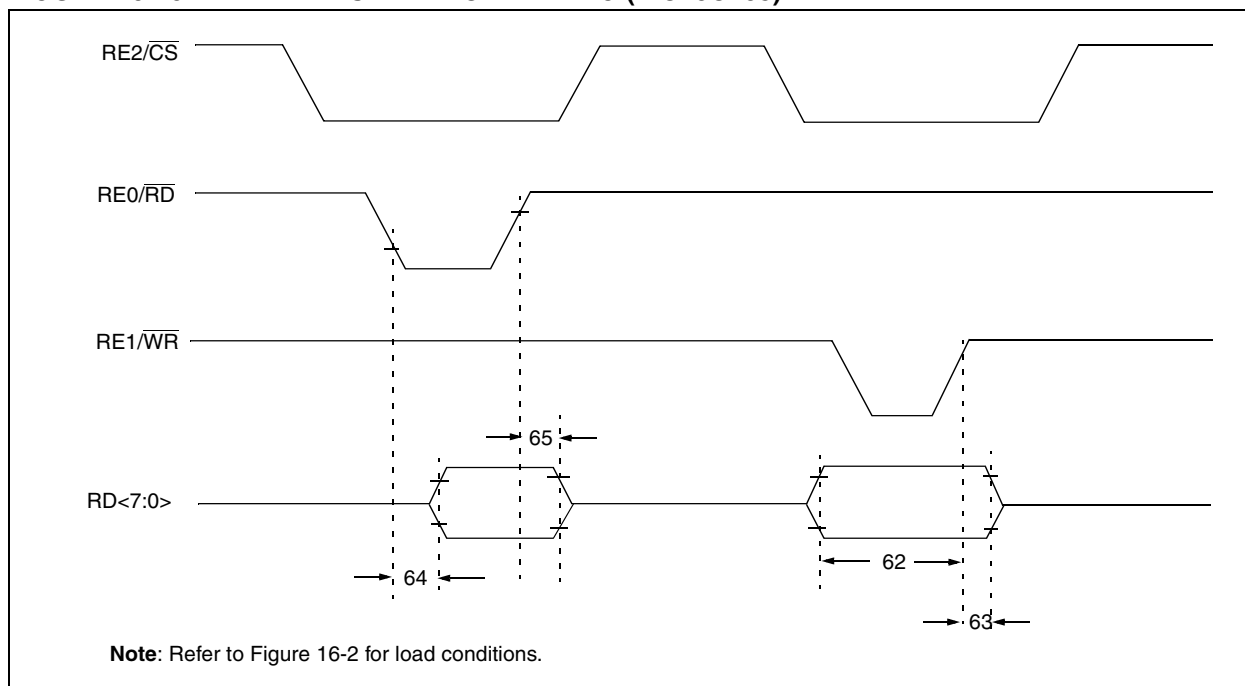 RE2/CS
RE0/RD
RE1/WR
65
RD<7:0>
62
64
63
Note: Refer to Figure 16-2 for load conditions.